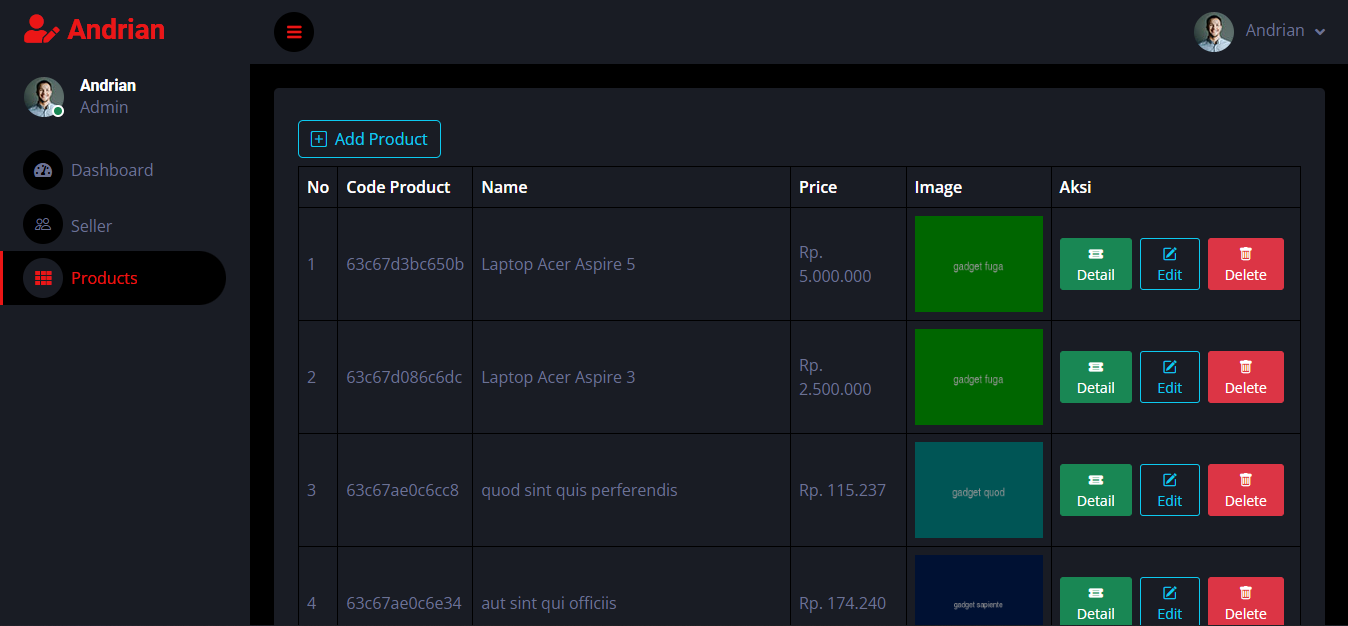 Andrian
Andrian
Andrian
Admin
Dashboard
Seller
Products
Add Product
No Code Product Name Price Image Aksi
1 63c67d3bc650b Laptop Acer Aspire 5 Rp. 5.000.000 gadget fuga Detail Edit Delete
2 63c67d086c6dc Laptop Acer Aspire 3 Rp. 2.500.000 gadget fuga Detail Edit Delete
3 63c67ae0c6cc8 quod sint quis perferendis Rp. 115.237 gadget quod Detail Edit Delete
4 63c67ae0c6e34 aut sint qui officiis Rp. 174.240 gadget sapiente Detail Edit Delete